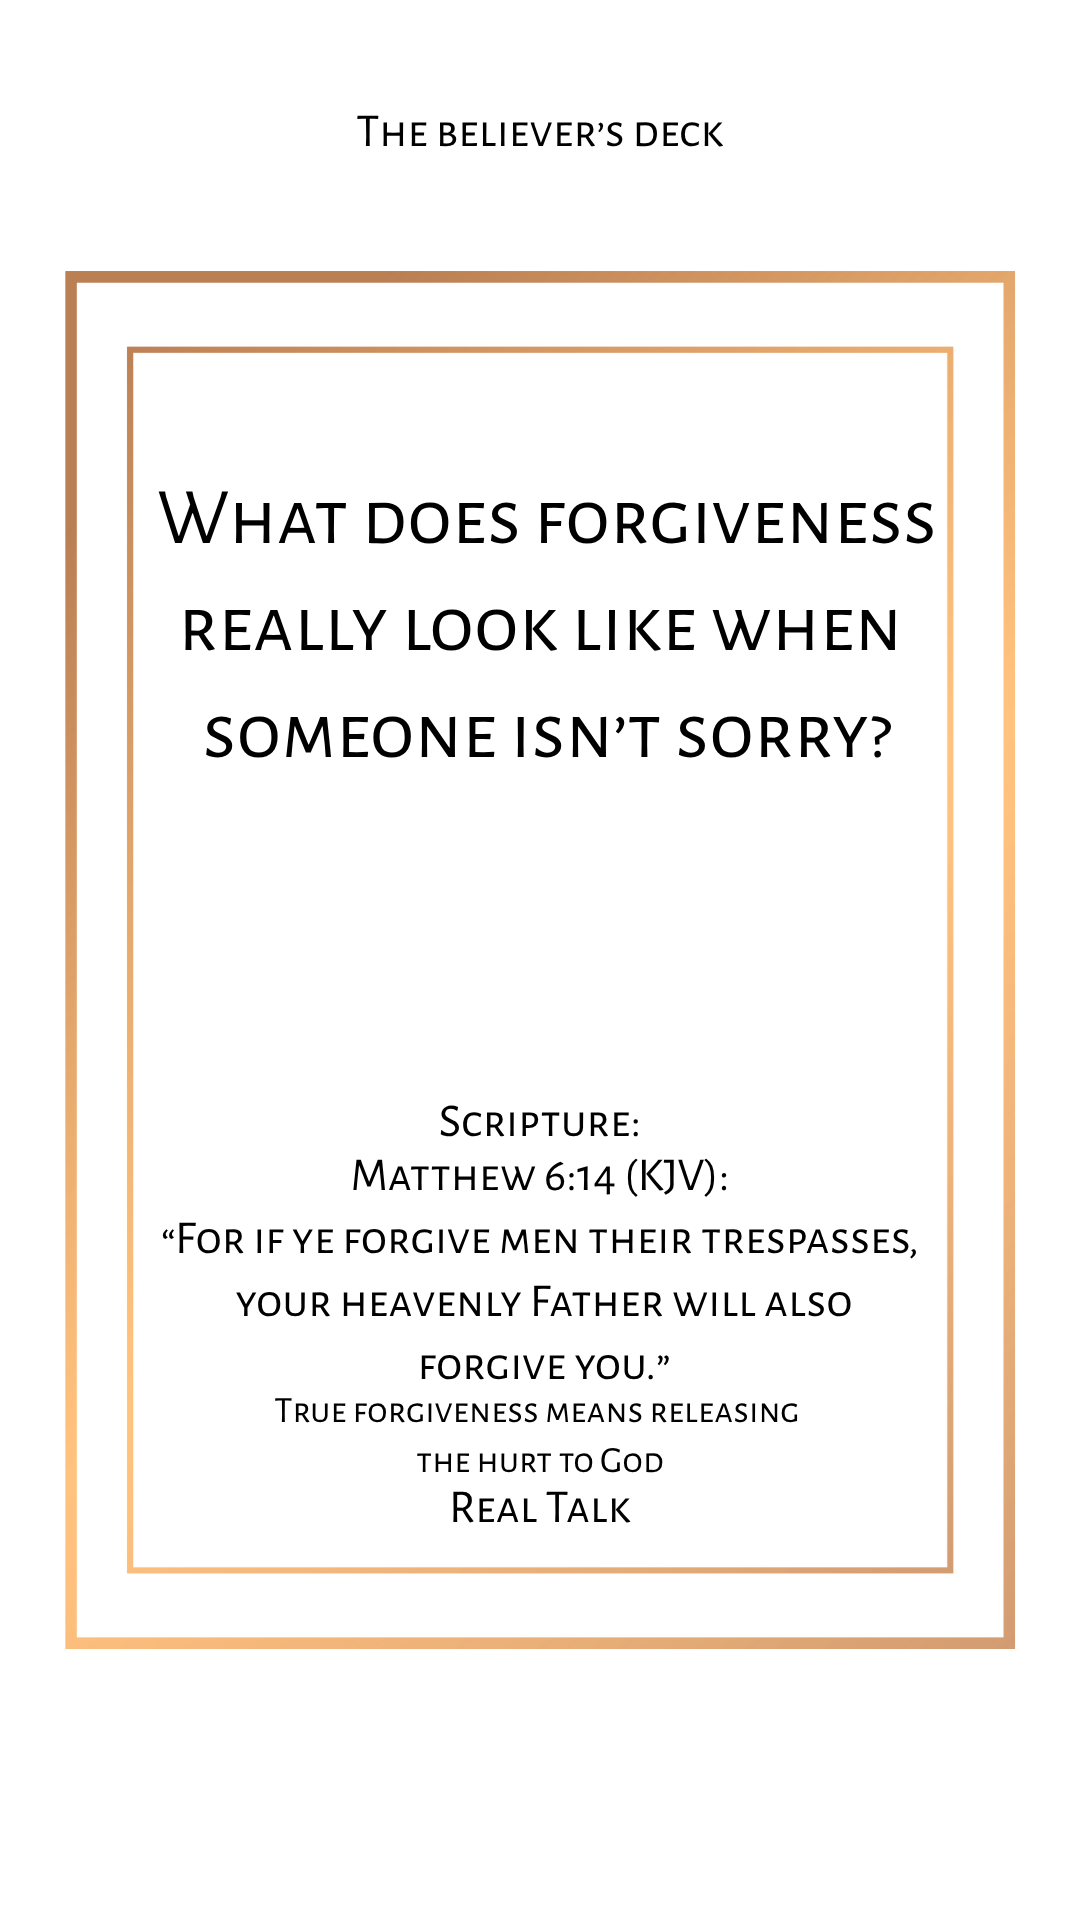 The believer’s deck
What does forgiveness
really look like when
someone isn’t sorry?
Scripture:
Matthew 6:14 (KJV):
“For if ye forgive men their trespasses,
your heavenly Father will also
forgive you.”
True forgiveness means releasing
the hurt to God
Real Talk